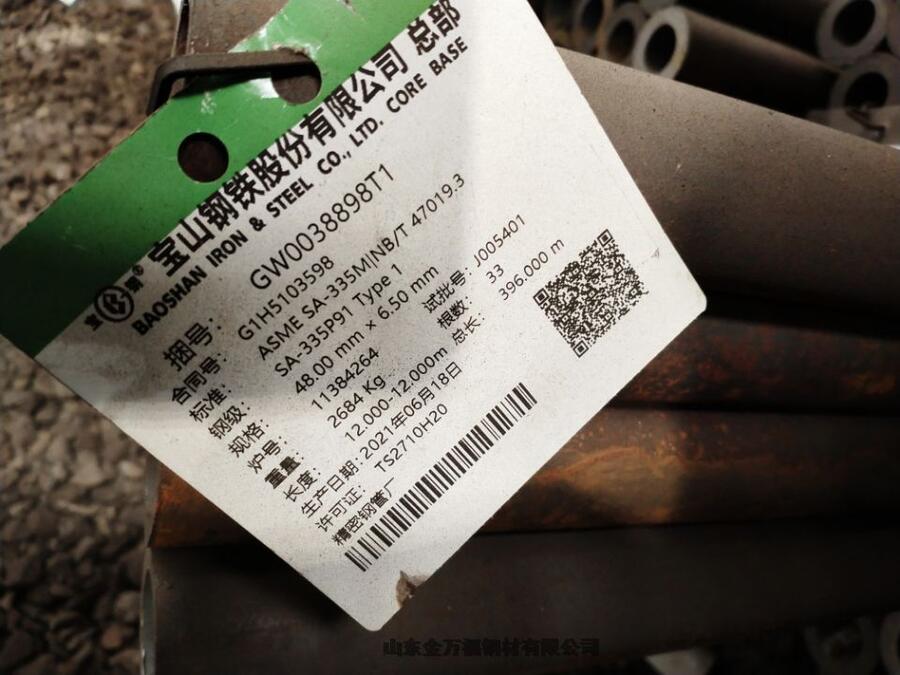 宝钢®
宝山钢铁股份有限公司 总部
BAOSHAN IRON & STEEL CO., LTD. CORE BASE
捆号: GW0038898T1
合同号: G1H5103598
标准: ASME SA-335M|NB/T 47019.3
钢级: SA-335P91 Type 1
规格: 48.00 mm × 6.50 mm 试批号: J005401
炉号: 11384264 根数: 33
重量: 2684 Kg 总长: 396.000 m
长度: 12.000-12.000m
生产日期: 2021年06月18日
许可证: TS2710H20
精密钢管厂
山东金万福钢材有限公司